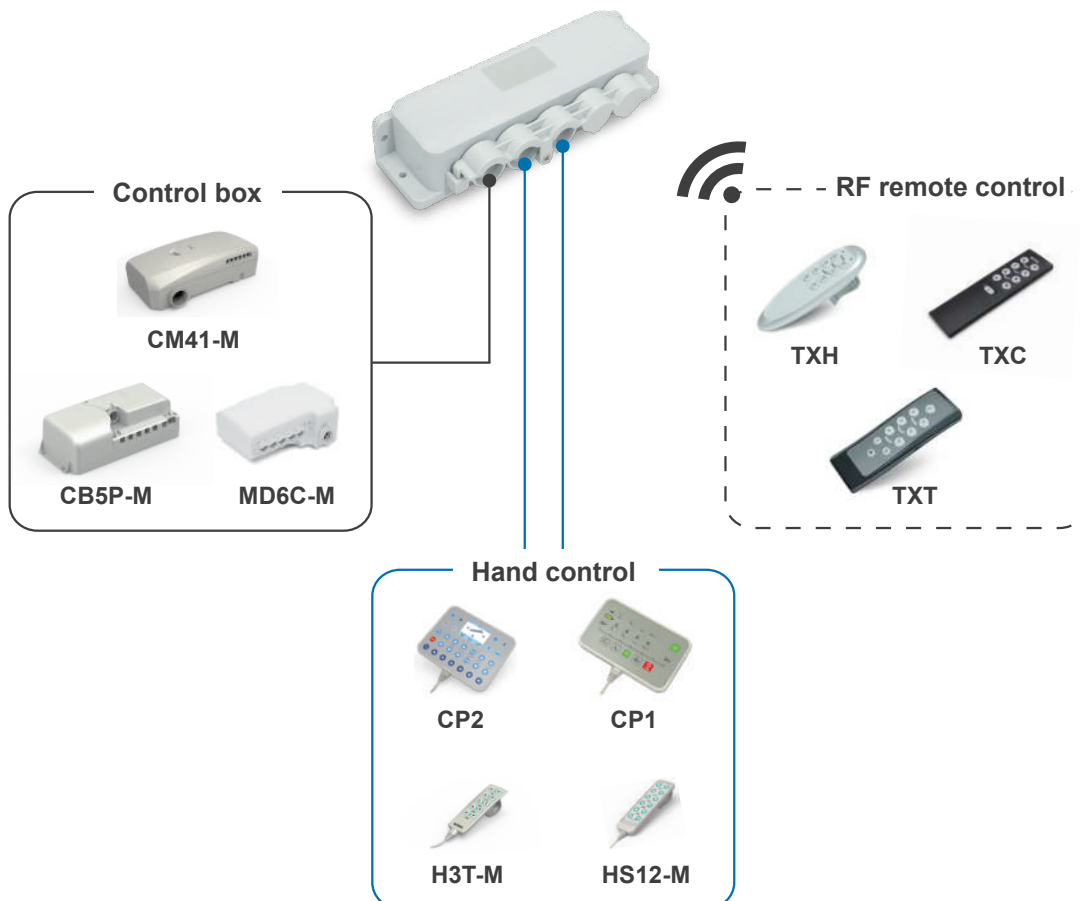 Control box
CM41-M
CB5P-M
MD6C-M
RF remote control
TXH
TXC
TXT
Hand control
CP2
CP1
H3T-M
HS12-M